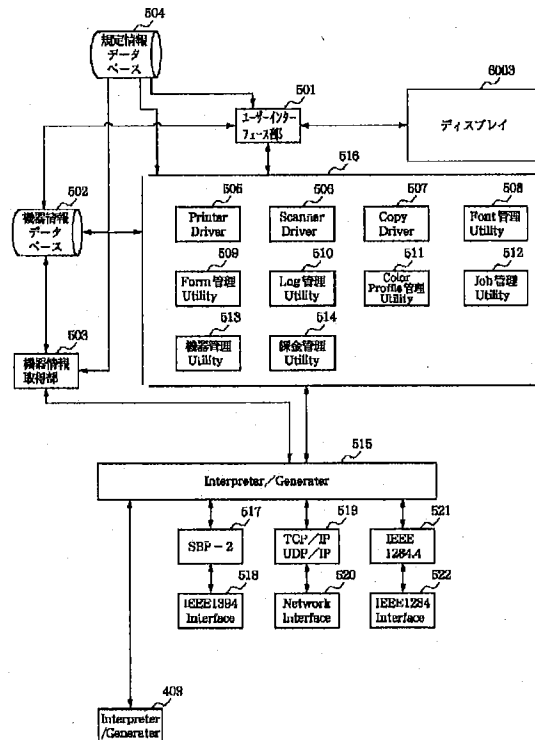 504
規定情報
データ
ベース
501
ユーザーインター
フェース部
6003
ディスプレイ
516
502
機器情報
データ
ベース
505
Printer
Driver
506
Scanner
Driver
507
Copy
Driver
508
Font管理
Utility
509
Form管理
Utility
510
Log管理
Utility
511
Color
Profile管理
Utility
512
Job管理
Utility
513
機器管理
Utility
514
課金管理
Utility
503
機器情報
取得部
515
Interpreter／Generater
517
SBP－2
519
TCP／IP
UDP／IP
521
IEEE
1284.4
518
IEEE1394
Interface
520
Network
Interface
522
IEEE1284
Interface
409
Interpreter
/Generater